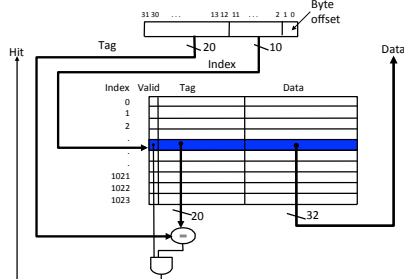 Byte
offset
31 30 ... 13 12 11 ... 2 1 0
Hit
Tag
20
10
Data
Index
Index Valid Tag Data
0
1
2
.
.
.
1021
1022
1023
20
32
=